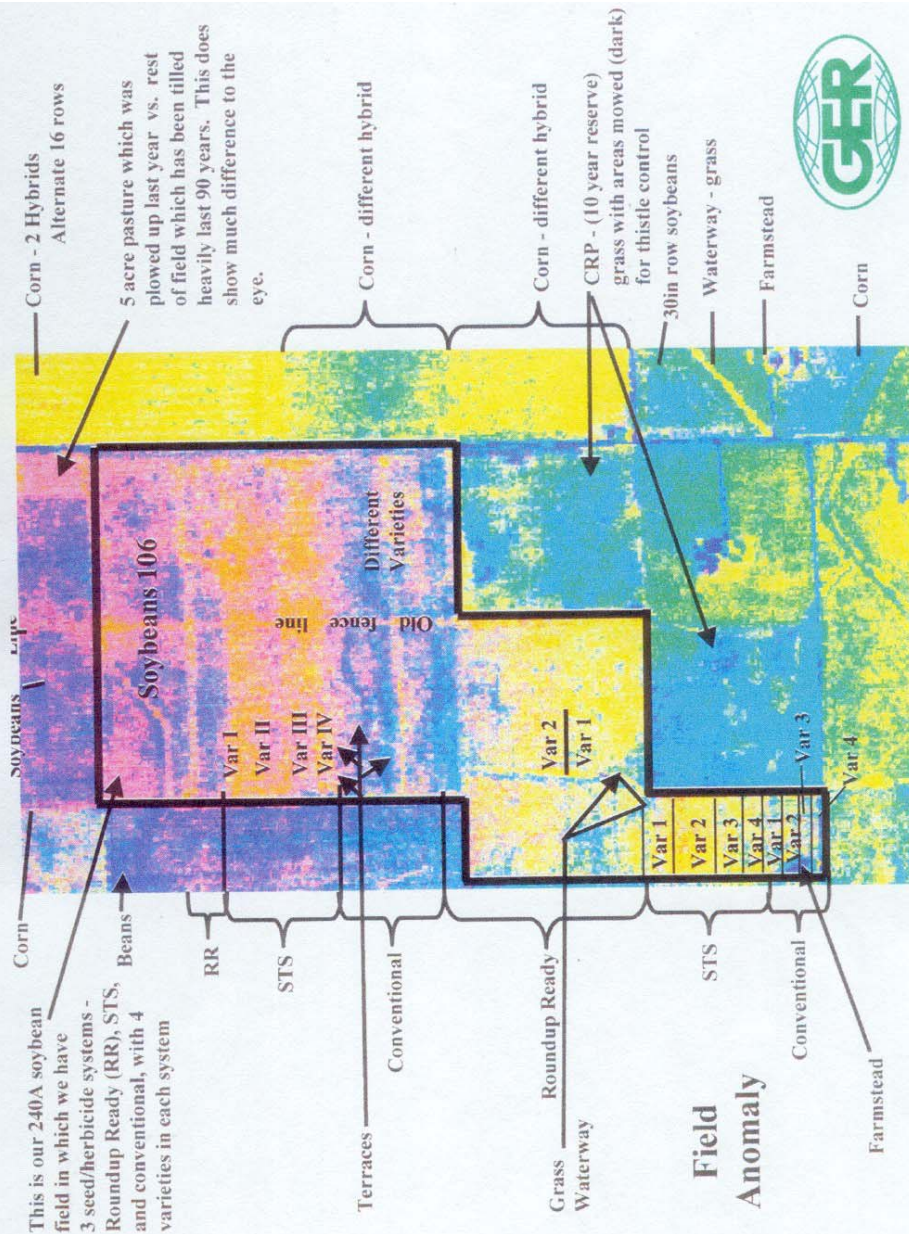 This is our 240A soybean
field in which we have
3 seed/herbicide systems -
Roundup Ready (RR), STS,
and conventional, with 4
varieties in each system
Corn
Beans
RR
STS
Conventional
Terraces
Roundup Ready
Grass
Waterway
STS
Conventional
Field
Anomaly
Farmstead
Soybeans
Soybeans 106
Var 1
Var II
Var III
Var IV
Old
fence
line
Different
Varieties
Var 2
Var 1
Var 1
Var 2
Var 3
Var 4
Var 1
Var 2
Var 3
Var 4
Corn - 2 Hybrids
Alternate 16 rows
5 acre pasture which was
plowed up last year vs. rest
of field which has been tilled
heavily last 90 years. This does
show much difference to the
eye.
Corn - different hybrid
Corn - different hybrid
CRP - (10 year reserve)
grass with areas mowed (dark)
for thistle control
30in row soybeans
Waterway - grass
Farmstead
Corn
GER